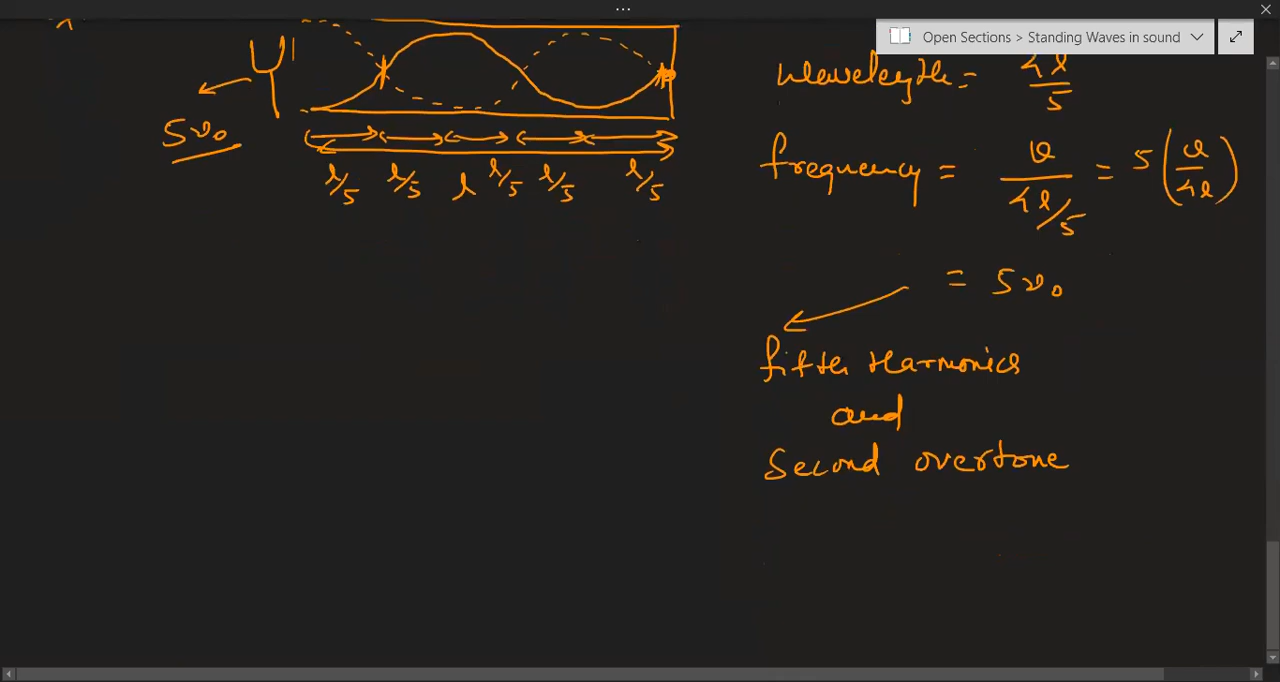 Open Sections > Standing Waves in sound
Wavelength = 4l/5
5ν₀
l/5 l/5 l l/5 l/5 l/5
frequency = v/(4l/5) = 5(v/4l)
= 5ν₀
fifth Harmonics
and
Second overtone